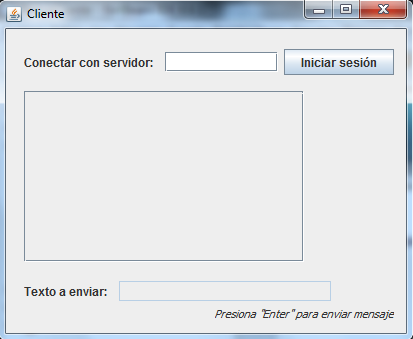 Cliente
Conectar con servidor:
Iniciar sesión
Texto a enviar:
Presiona "Enter" para enviar mensaje